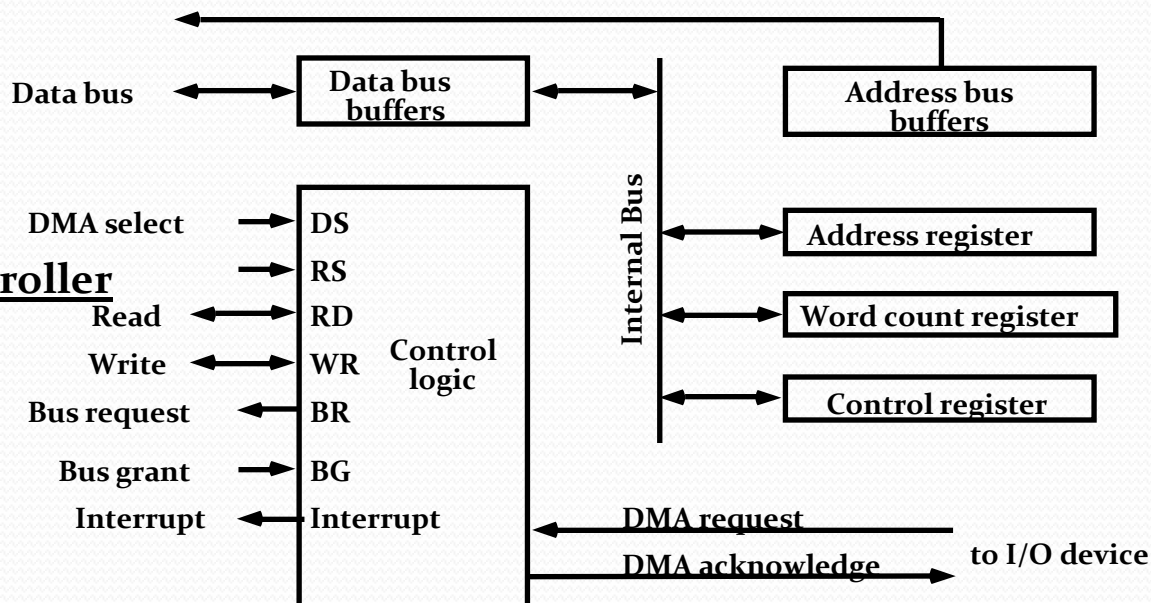 Data bus
Data bus
buffers
Address bus
buffers
Internal Bus
DMA select
DS
RS
roller
Read
RD
Write
WR
Control
logic
Bus request
BR
Bus grant
BG
Interrupt
Interrupt
Address register
Word count register
Control register
DMA request
DMA acknowledge
to I/O device